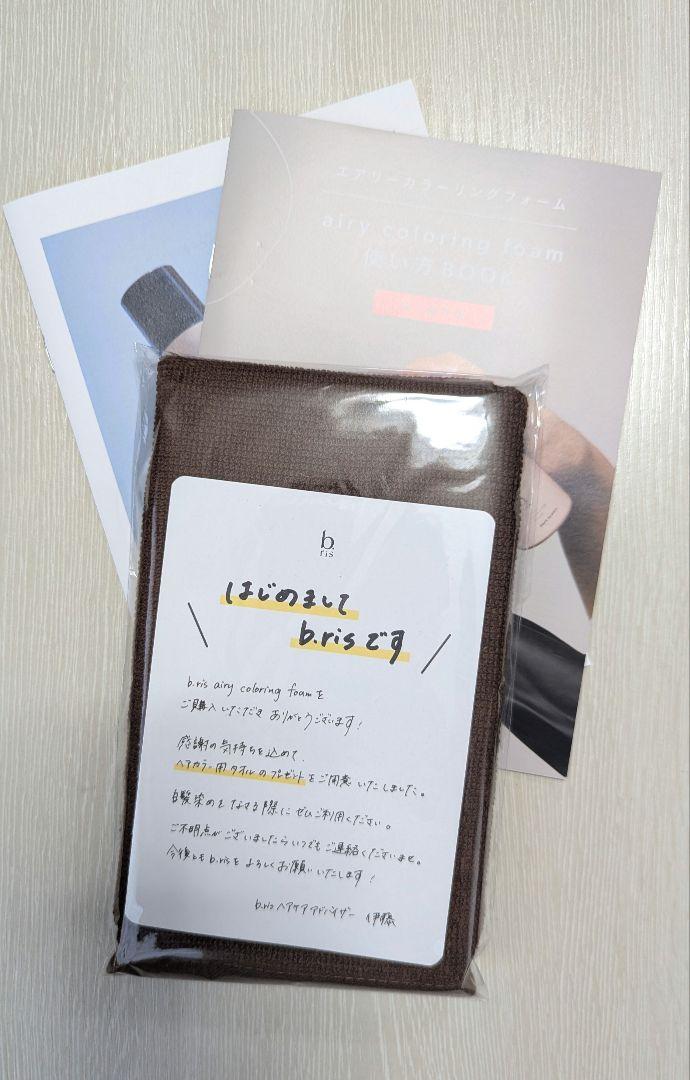 エアリーカラーリングフォーム
airy coloring foam
使い方BOOK
b.
ris
はじめまして
b.risです
b.ris airy coloring foamを
ご購入いただきありがとうございます!
感謝の気持ちを込めて、
ヘアカラー用タオルのプレゼントをご用意いたしました。
白髪染めをなさる際にぜひご利用ください。
ご不明点がございましたらいつでもご連絡くださいませ。
今後ともb.risをよろしくお願いいたします!
b.risヘアケアアドバイザー 伊藤